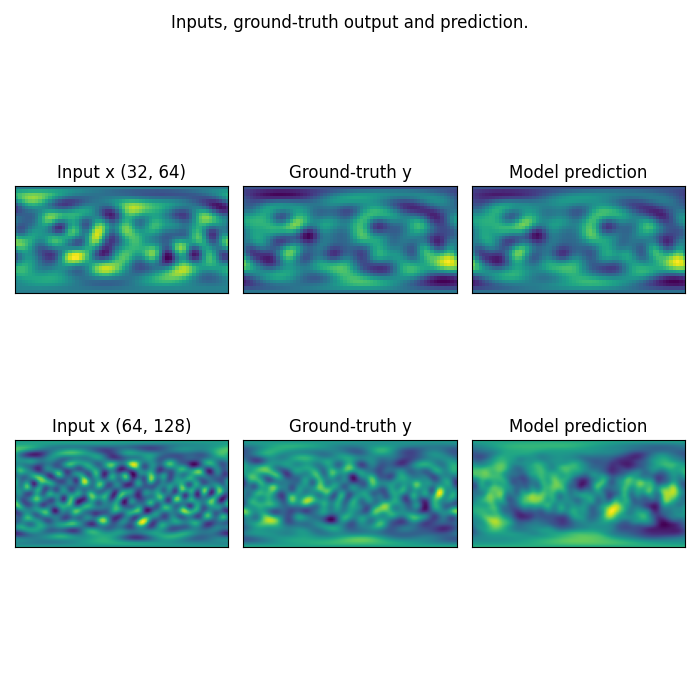 Inputs, ground-truth output and prediction.
Input x (32, 64)
Ground-truth y
Model prediction
Input x (64, 128)
Ground-truth y
Model prediction